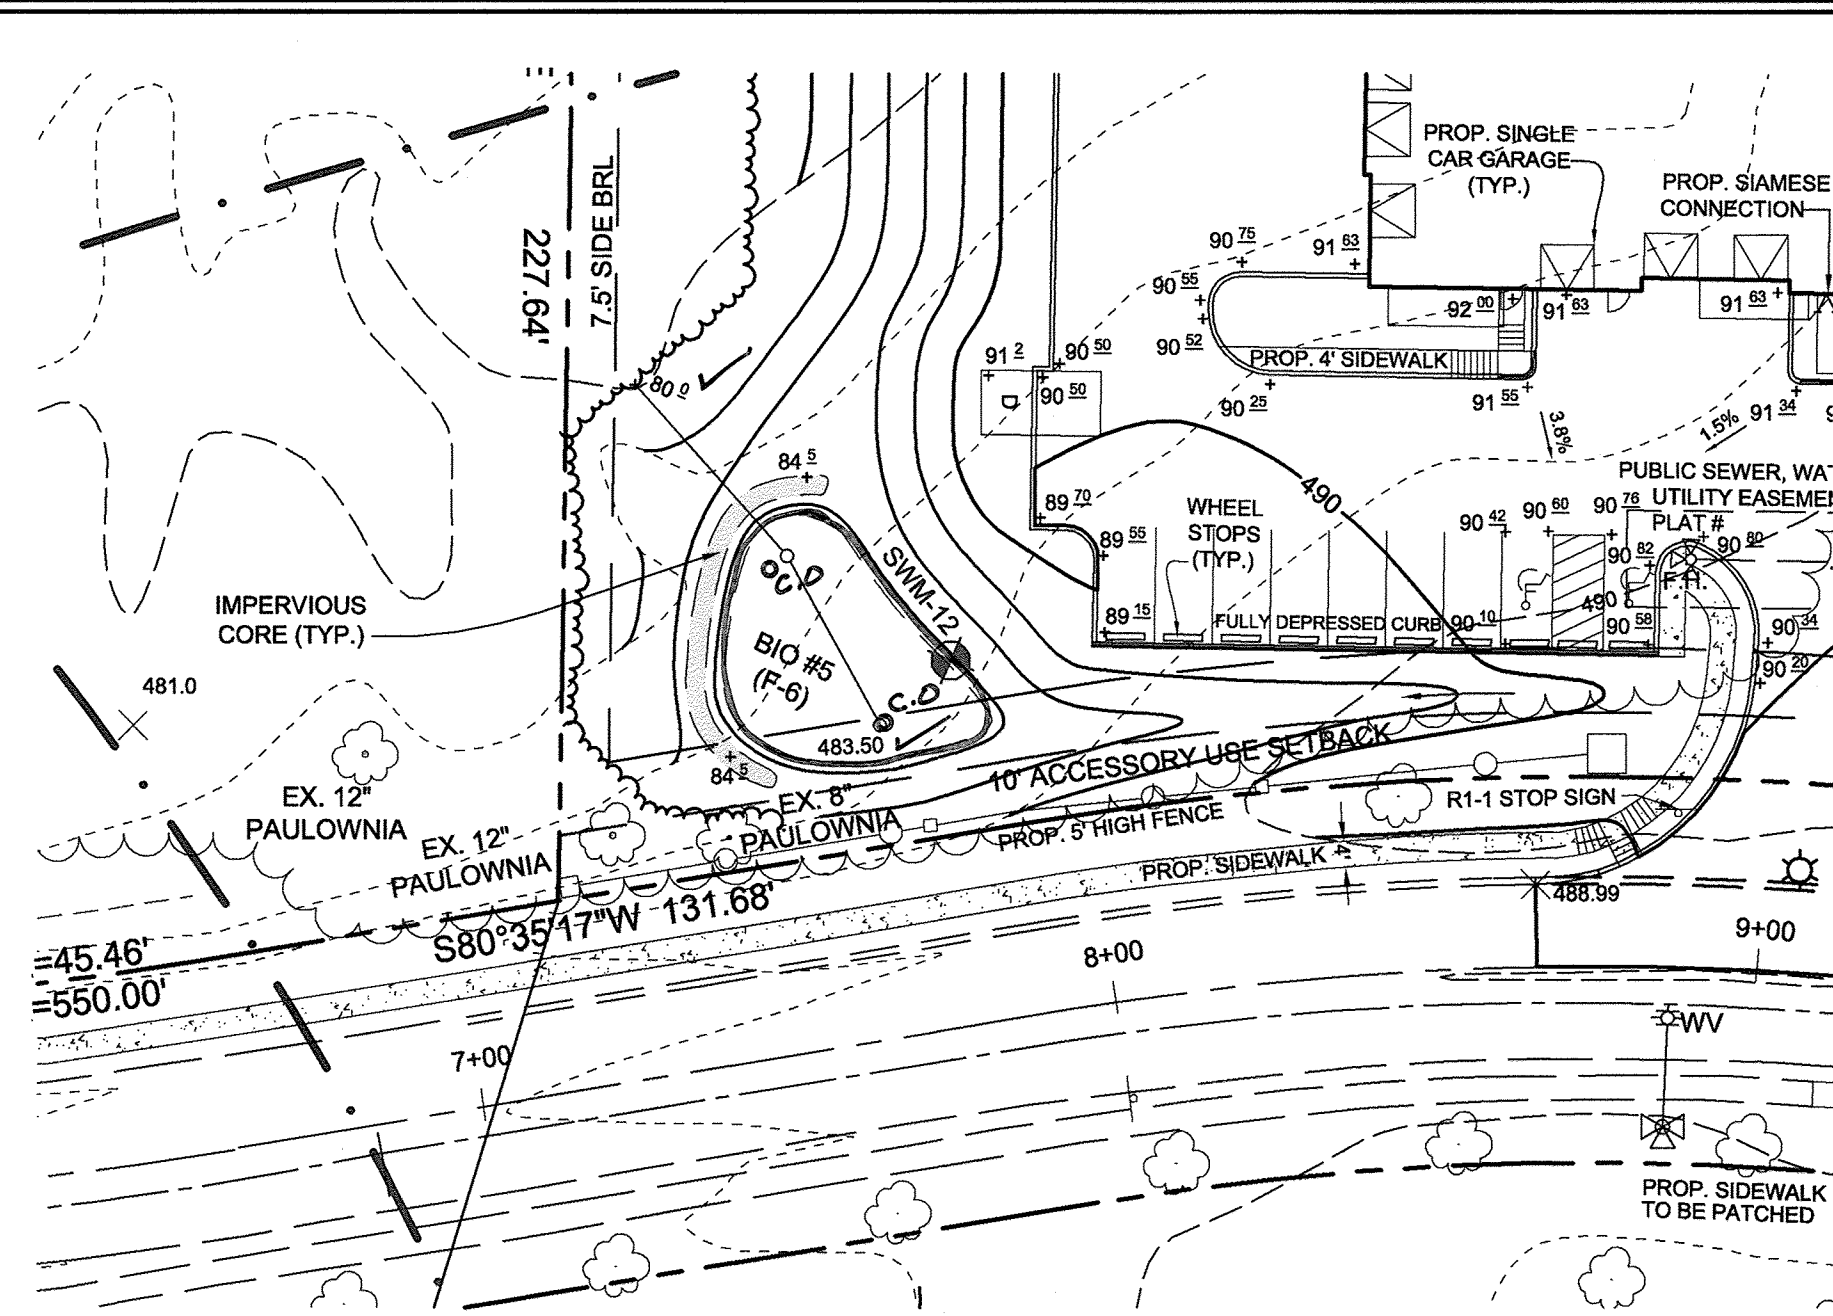 PROP. SINGLE
CAR GARAGE
(TYP.)
PROP. SIAMESE
CONNECTION
227.64'
7.5' SIDE BRL
90 75
91 63
90 55
92 00
91 63
91 63
90 52
PROP. 4' SIDEWALK
91 2
90 50
90 50
D
80 0
90 25
91 55
3.8%
1.5%
91 34
84 5
490
PUBLIC SEWER, WAT
UTILITY EASEMEN
PLAT #
89 70
WHEEL
STOPS
(TYP.)
90 42
90 60
90 76
90 80
90 82
89 55
F.H.
SWM-12
O C.D
IMPERVIOUS
CORE (TYP.)
BIO #5
(F-6)
89 15
FULLY DEPRESSED CURB
90 10
490
90 58
90 34
90 20
481.0
C.D
483.50
84 5
10' ACCESSORY USE SETBACK
EX. 12"
PAULOWNIA
EX. 8"
PAULOWNIA
R1-1 STOP SIGN
PROP. 5' HIGH FENCE
EX. 12"
PAULOWNIA
PROP. SIDEWALK
4'
488.99
S80°35'17"W 131.68'
=45.46'
=550.00'
8+00
9+00
7+00
WV
PROP. SIDEWALK
TO BE PATCHED